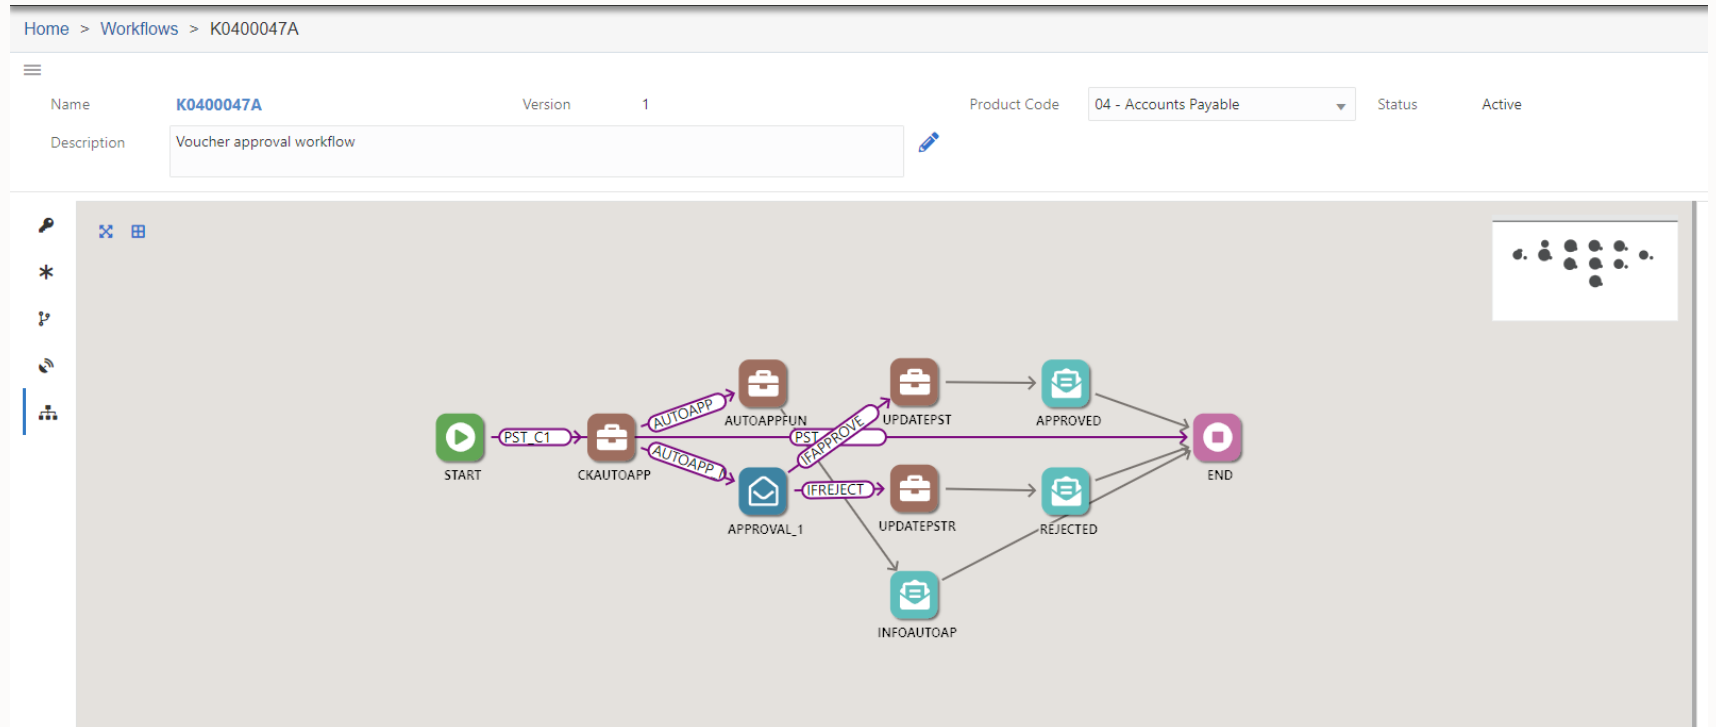 Home > Workflows > K0400047A
Name K0400047A Version 1 Product Code 04 - Accounts Payable Status Active
Description Voucher approval workflow
START
PST_C1
CKAUTOAPP
AUTOAPP
AUTOAPP
AUTOAPPFUN
APPROVAL_1
PST
IFAPPROVE
IFREJECT
UPDATEPST
UPDATEPSTR
INFOAUTOAP
APPROVED
REJECTED
END